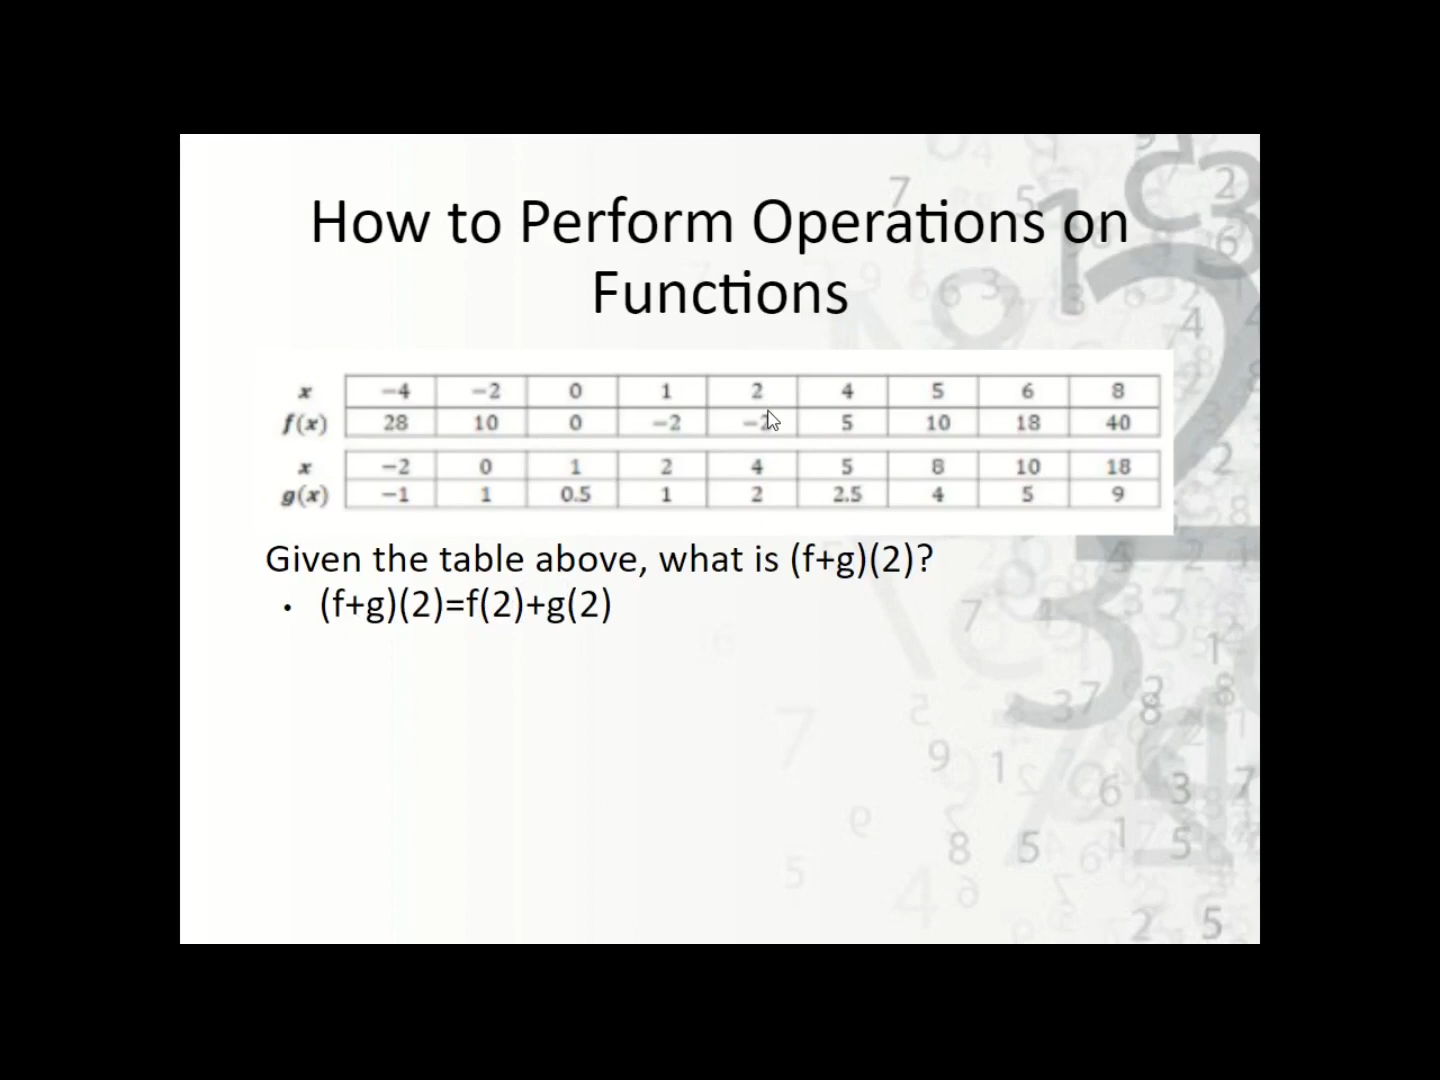 How to Perform Operations on
Functions
x −4 −2 0 1 2 4 5 6 8
f(x) 28 10 0 −2 5 10 18 40
x −2 0 1 2 4 5 8 10 18
g(x) −1 1 0.5 1 2 2.5 4 5 9
Given the table above, what is (f+g)(2)?
• (f+g)(2)=f(2)+g(2)